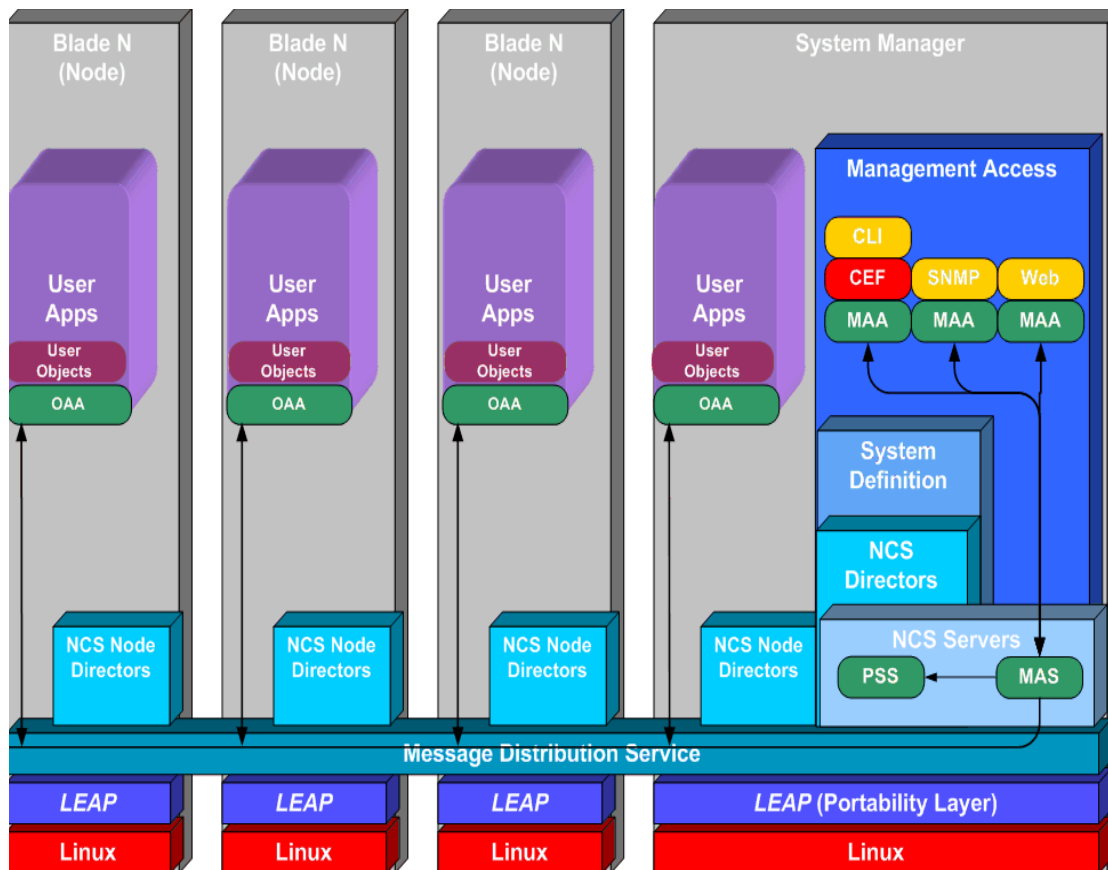 Blade N
(Node)
Blade N
(Node)
Blade N
(Node)
System Manager
Management Access
CLI
CEF
SNMP
Web
MAA
MAA
MAA
User
Apps
User
Objects
OAA
User
Apps
User
Objects
OAA
User
Apps
User
Objects
OAA
User
Apps
User
Objects
OAA
System
Definition
NCS
Directors
NCS Node
Directors
NCS Node
Directors
NCS Node
Directors
NCS Node
Directors
NCS Servers
PSS
MAS
Message Distribution Service
LEAP
LEAP
LEAP
LEAP (Portability Layer)
Linux
Linux
Linux
Linux